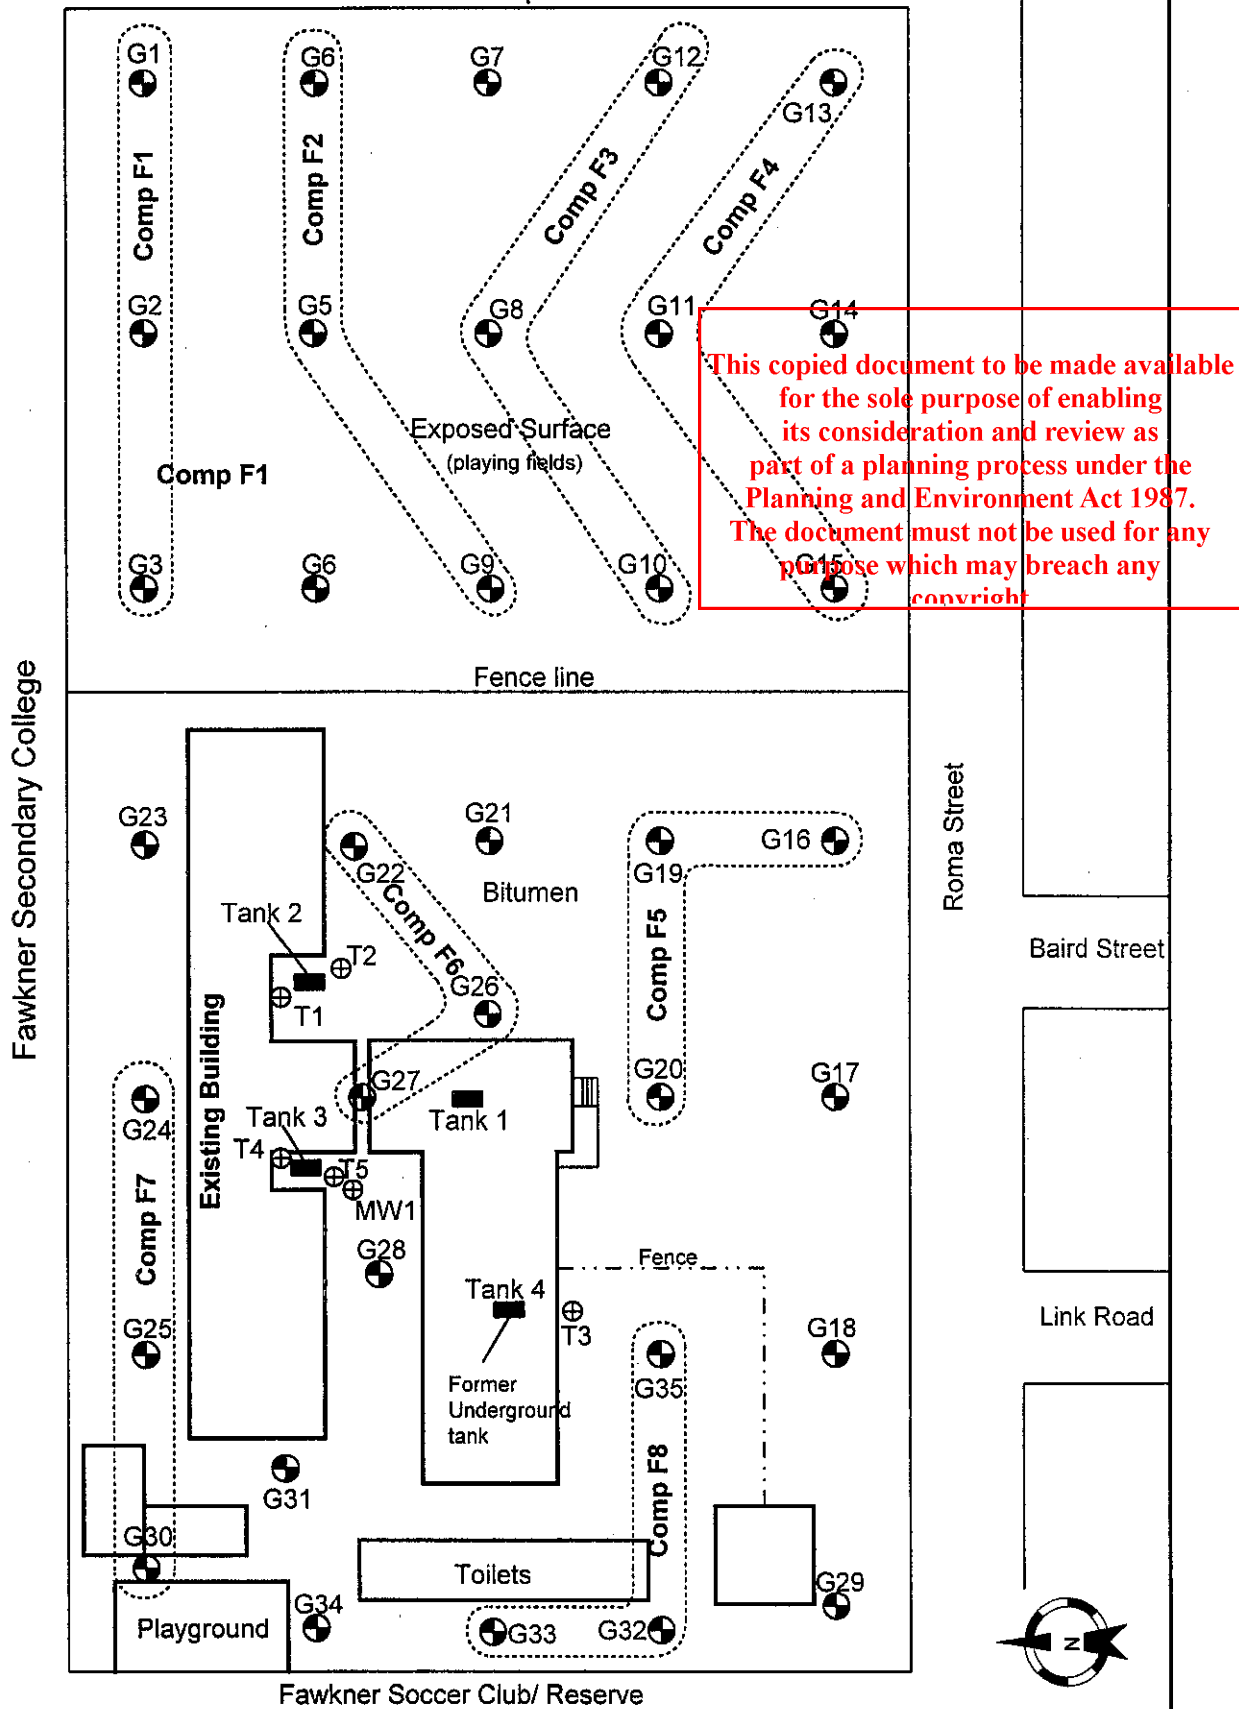 G1
G6
G7
G12
G13
Comp F1
Comp F2
Comp F3
Comp F4
G2
G5
G8
G11
G14
This copied document to be made available
for the sole purpose of enabling
its consideration and review as
part of a planning process under the
Planning and Environment Act 1987.
The document must not be used for any
purpose which may breach any
copyright
Exposed Surface
(playing fields)
Comp F1
G3
G6
G9
G10
G15
Fence line
Fawkner Secondary College
Roma Street
G23
G22
G21
G19
G16
Bitumen
Tank 2
Comp F6
Comp F5
Baird Street
T2
T1
G26
Existing Building
G27
G20
G17
G24
Tank 3
Tank 1
T4
T5
MW1
Comp F7
G28
Fence
Tank 4
T3
G25
G35
G18
Link Road
Former
Underground
tank
G31
Comp F8
G30
Toilets
G29
G34
Playground
G33
G32
N
Fawkner Soccer Club/ Reserve